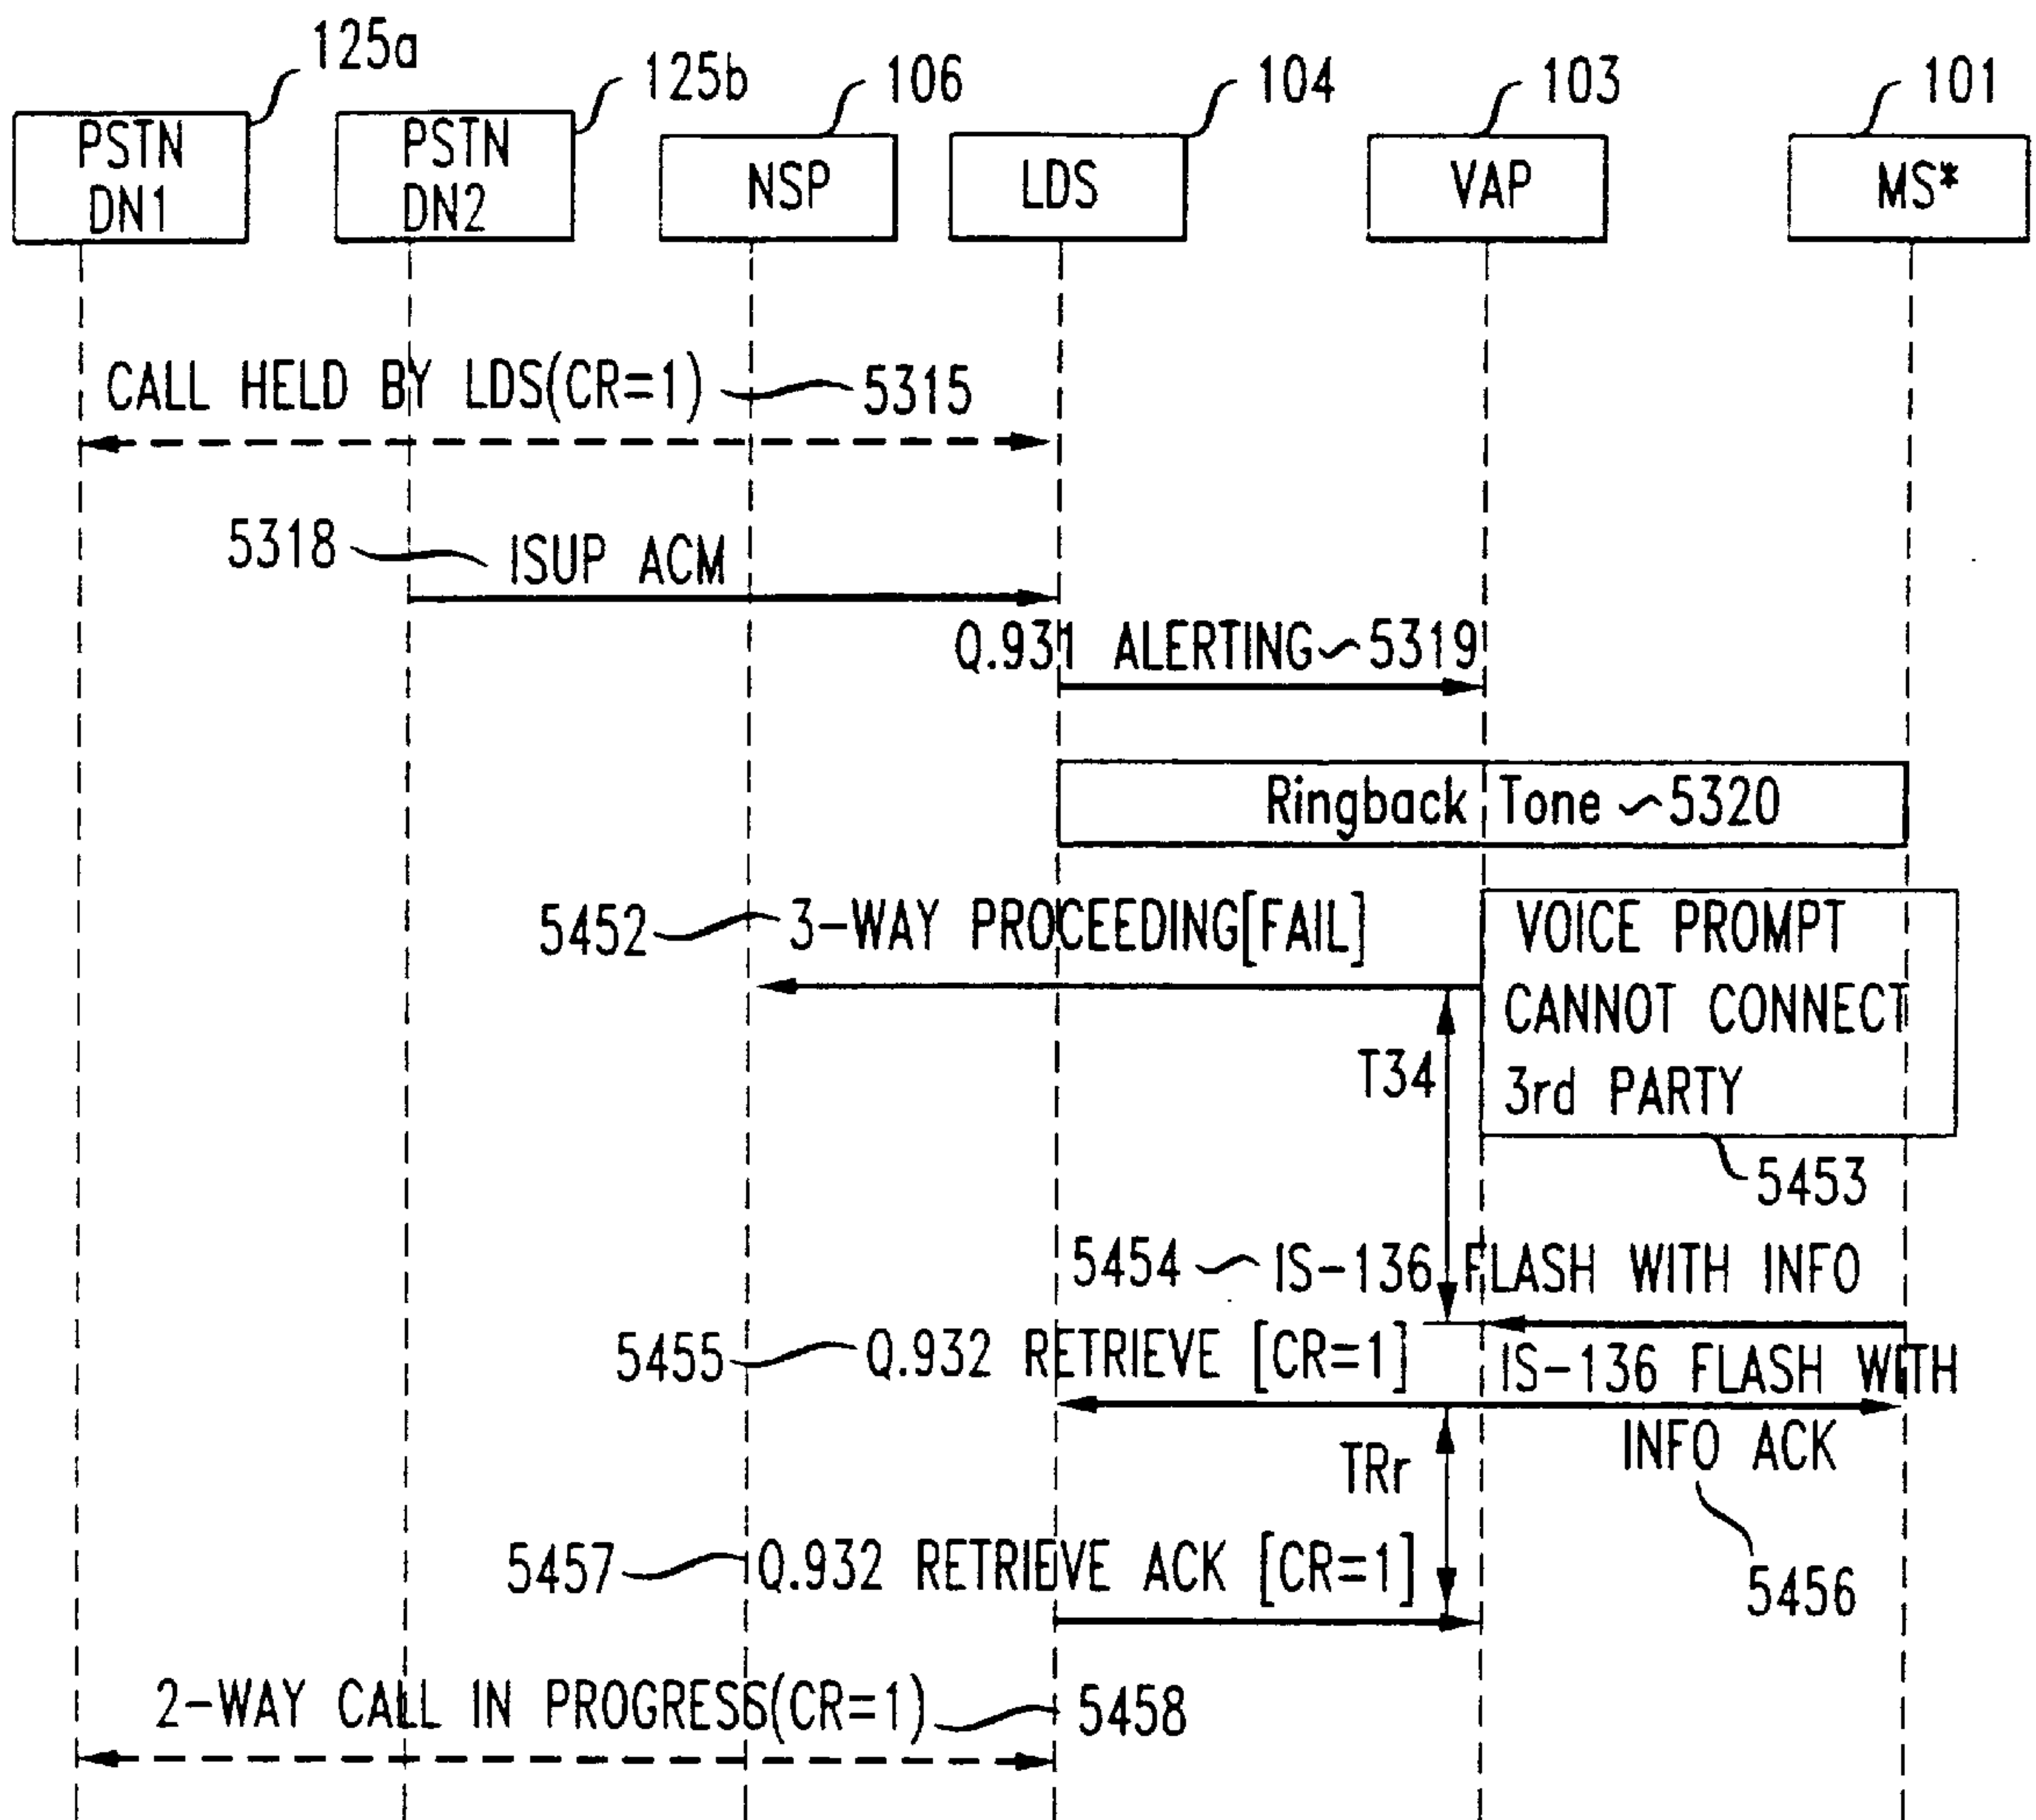 125a
125b
106
104
103
101
PSTN
DN1
PSTN
DN2
NSP
LDS
VAP
MS*
CALL HELD BY LDS(CR=1)
5315
5318
ISUP ACM
Q.931 ALERTING
5319
Ringback Tone
5320
5452
3-WAY PROCEEDING[FAIL]
VOICE PROMPT
CANNOT CONNECT
3rd PARTY
T34
5453
5454
IS-136 FLASH WITH INFO
5455
Q.932 RETRIEVE [CR=1]
IS-136 FLASH WITH
INFO ACK
TRr
5456
5457
Q.932 RETRIEVE ACK [CR=1]
2-WAY CALL IN PROGRESS(CR=1)
5458